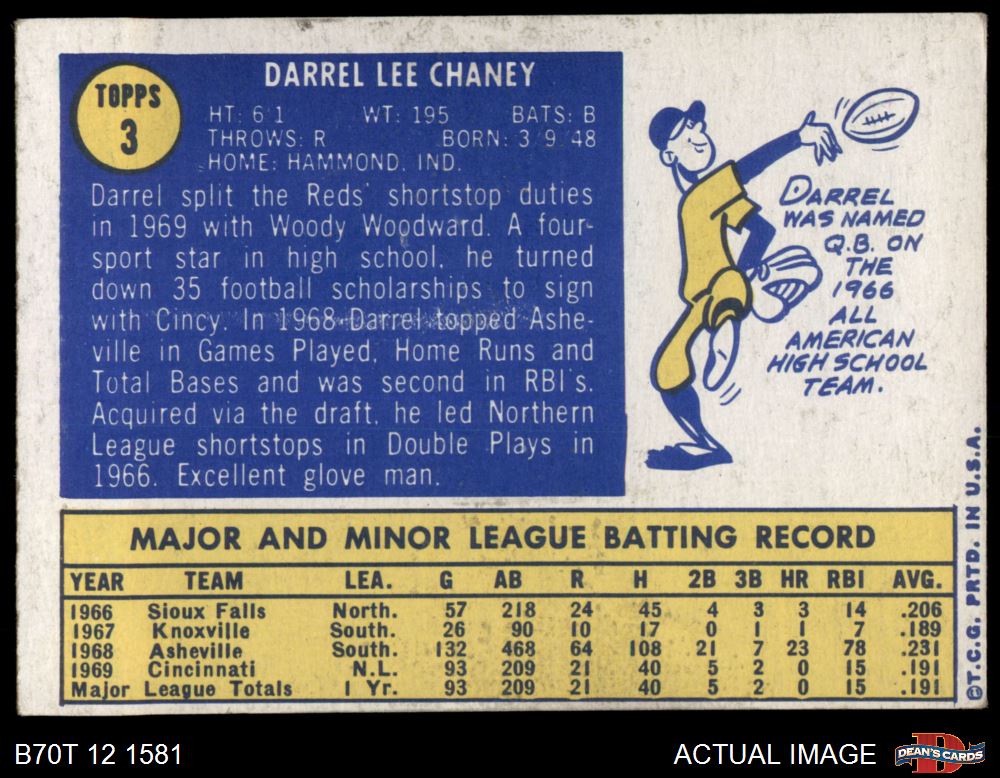 TOPPS
3
DARREL LEE CHANEY
HT: 6'1 WT: 195 BATS: B
THROWS: R BORN: 3 9 48
HOME: HAMMOND, IND.
Darrel split the Reds' shortstop duties
in 1969 with Woody Woodward. A four-
sport star in high school, he turned
down 35 football scholarships to sign
with Cincy. In 1968 Darrel topped Ashe-
ville in Games Played, Home Runs and
Total Bases and was second in RBI's.
Acquired via the draft, he led Northern
League shortstops in Double Plays in
1966. Excellent glove man.
DARREL
WAS NAMED
Q.B. ON
THE
1966
ALL
AMERICAN
HIGH SCHOOL
TEAM.
MAJOR AND MINOR LEAGUE BATTING RECORD
YEAR TEAM LEA. G AB R H 2B 3B HR RBI AVG.
1966 Sioux Falls North. 57 218 24 45 4 3 3 14 .206
1967 Knoxville South. 26 90 10 17 0 1 1 7 .189
1968 Asheville South. 132 468 64 108 21 7 23 78 .231
1969 Cincinnati N.L. 93 209 21 40 5 2 0 15 .191
Major League Totals 1 Yr. 93 209 21 40 5 2 0 15 .191
©T.C.G. PRTD. IN U.S.A.
B70T 12 1581
ACTUAL IMAGE
D
DEAN'S CARDS